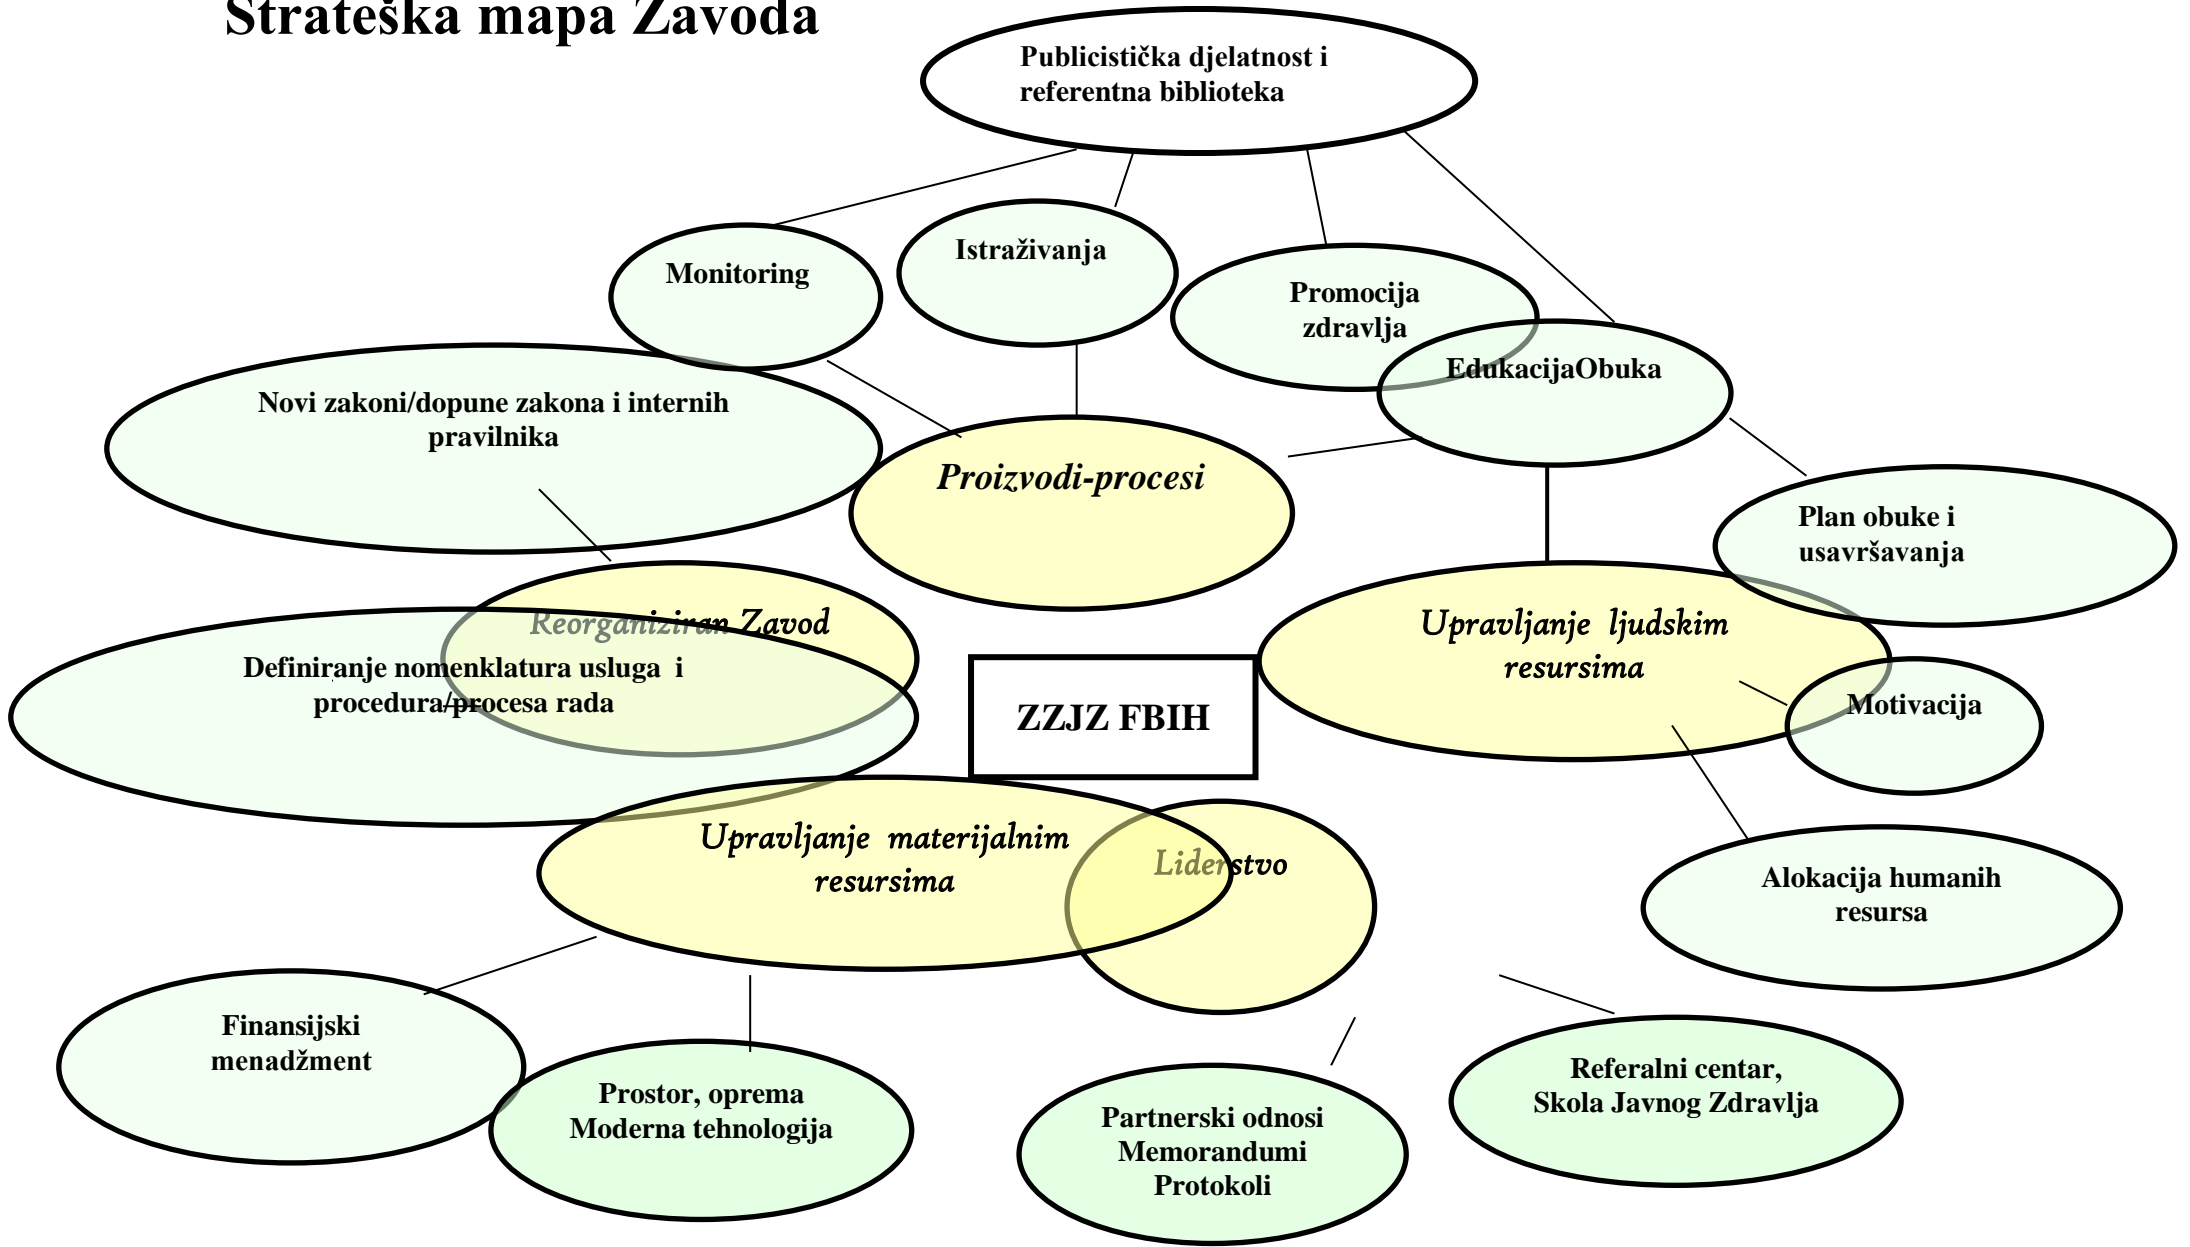 Strateška mapa Zavoda
Publicistička djelatnost i
referentna biblioteka
Monitoring
Istraživanja
Promocija
zdravlja
EdukacijaObuka
Novi zakoni/dopune zakona i internih
pravilnika
Proizvodi-procesi
Plan obuke i
usavršavanja
Reorganiziran Zavod
Upravljanje ljudskim
resursima
Definiranje nomenklatura usluga i
procedura/procesa rada
ZZJZ FBIH
Motivacija
Upravljanje materijalnim
resursima
Liderstvo
Alokacija humanih
resursa
Finansijski
menadžment
Prostor, oprema
Moderna tehnologija
Partnerski odnosi
Memorandumi
Protokoli
Referalni centar,
Skola Javnog Zdravlja